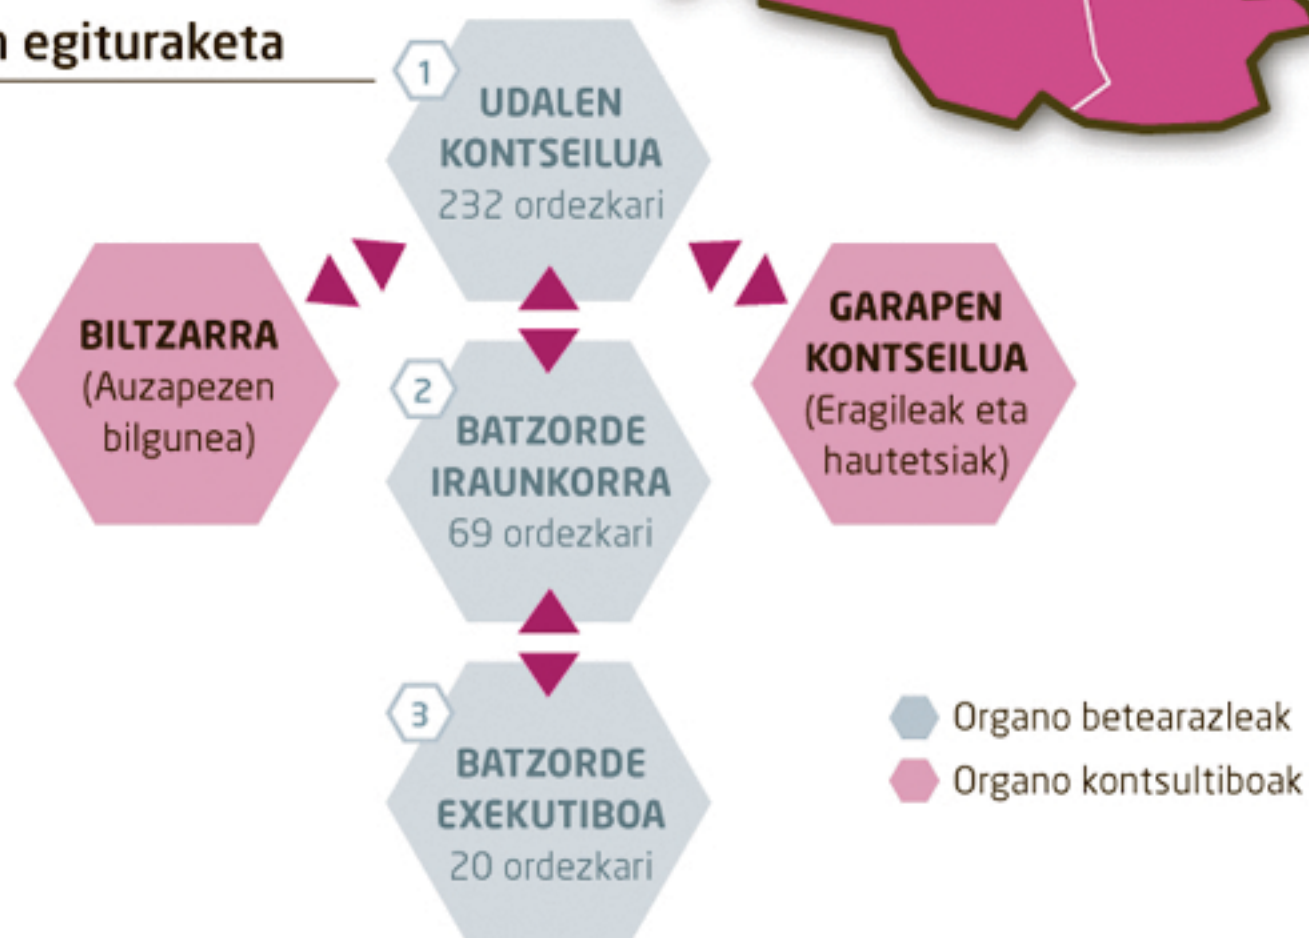 n egituraketa
1
UDALEN
KONTSEILUA
232 ordezkari
BILTZARRA
(Auzapezen
bilgunea)
GARAPEN
KONTSEILUA
(Eragileak eta
hautetsiak)
2
BATZORDE
IRAUNKORRA
69 ordezkari
3
BATZORDE
EXEKUTIBOA
20 ordezkari
Organo betearazleak
Organo kontsultiboak